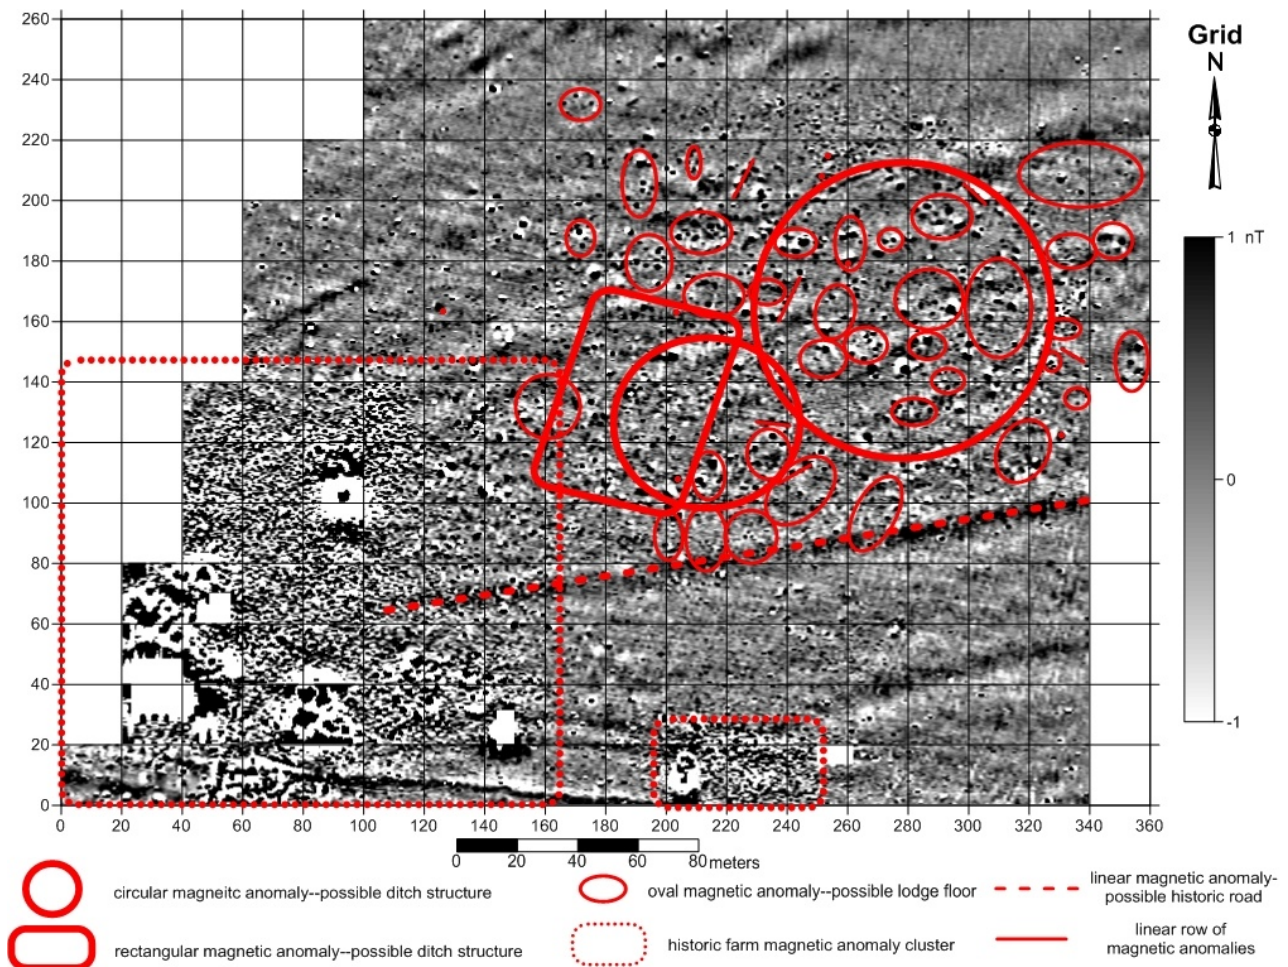 260
240
220
200
180
160
140
120
100
80
60
40
20
0
0 20 40 60 80 100 120 140 160 180 200 220 240 260 280 300 320 340 360
Grid
N
1 nT
0
-1
0 20 40 60 80 meters
circular magneitc anomaly--possible ditch structure
oval magnetic anomaly--possible lodge floor
linear magnetic anomaly-
possible historic road
rectangular magnetic anomaly--possible ditch structure
historic farm magnetic anomaly cluster
linear row of
magnetic anomalies